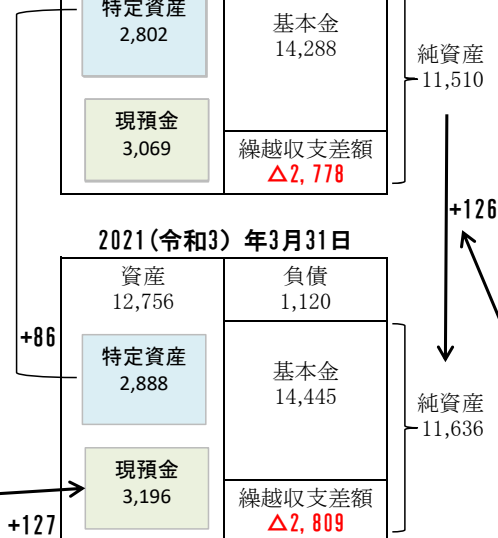 特定資産
2,802
基本金
14,288
純資産
11,510
現預金
3,069
繰越収支差額
△2,778
+126
2021(令和3）年3月31日
資産
12,756
負債
1,120
+86
特定資産
2,888
基本金
14,445
純資産
11,636
現預金
3,196
繰越収支差額
△2,809
+127